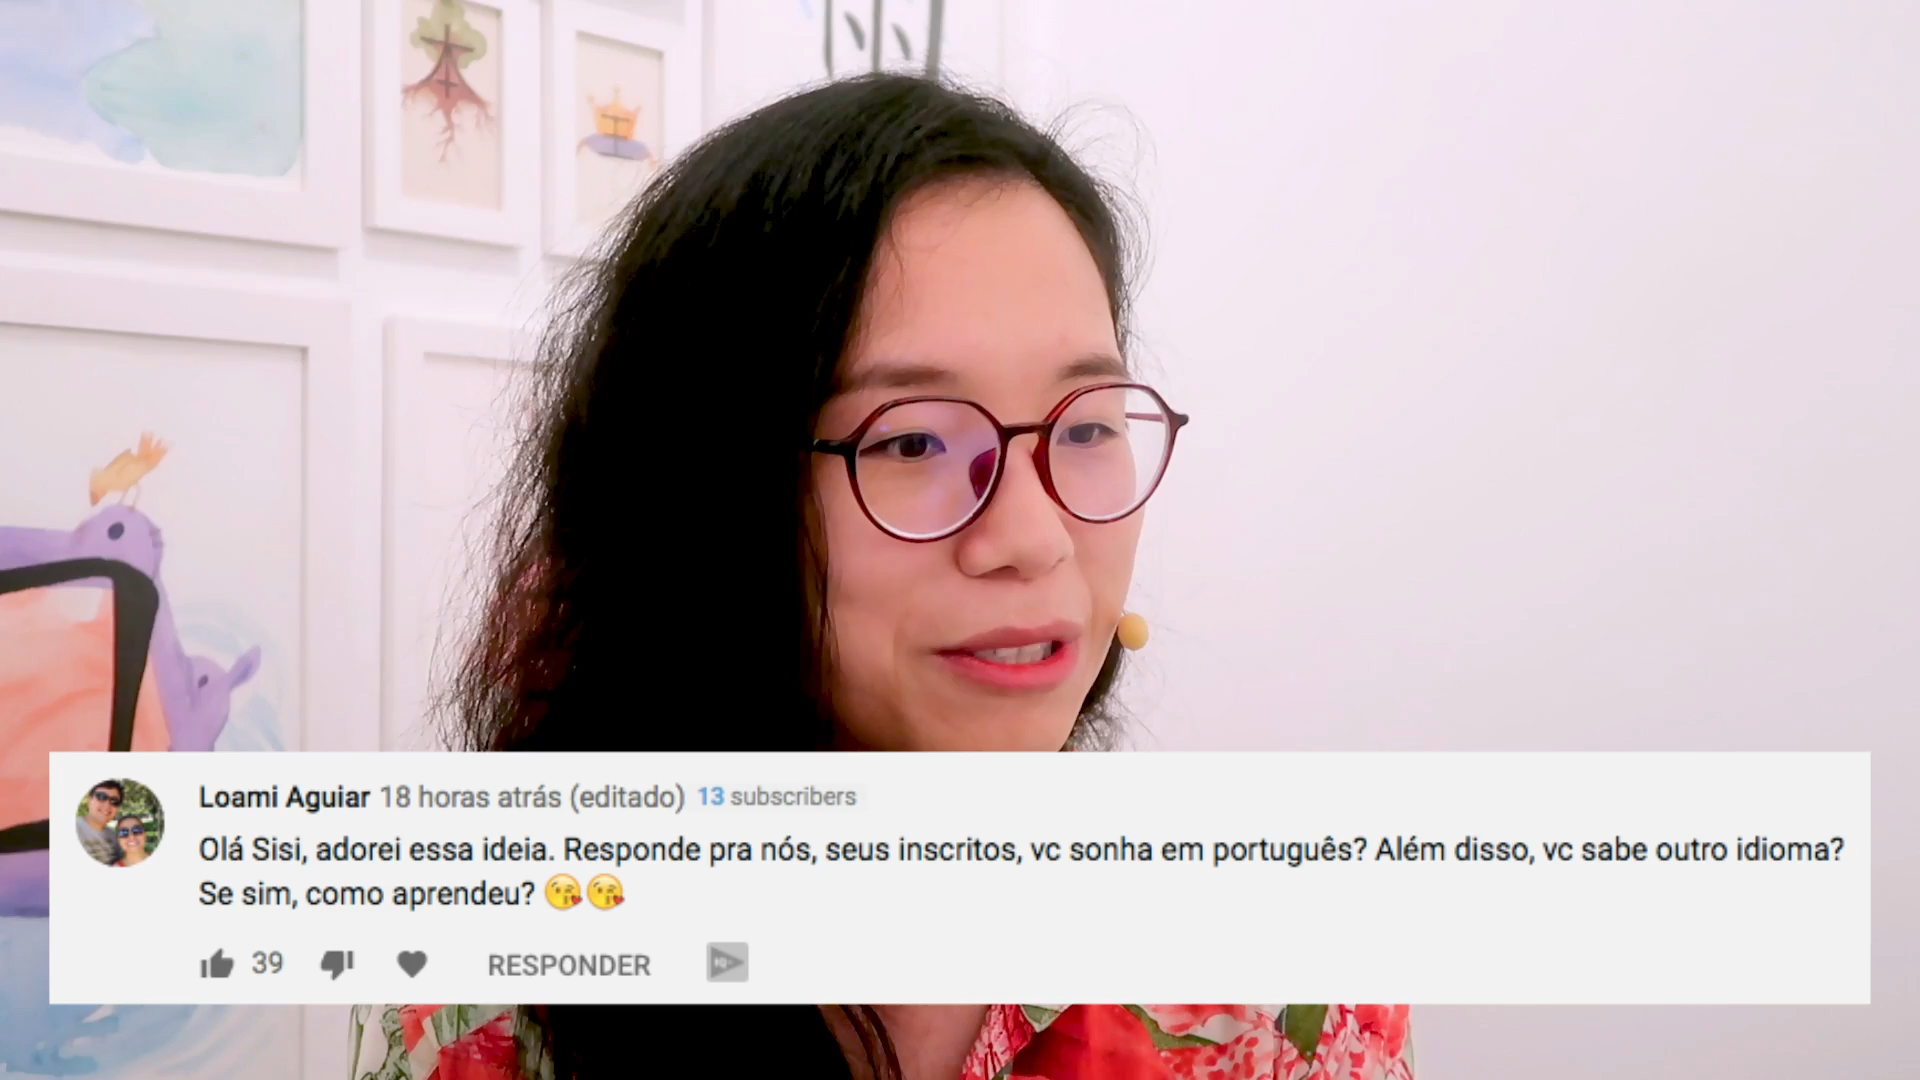 Loami Aguiar 18 horas atrás (editado) 13 subscribers
Olá Sisi, adorei essa ideia. Responde pra nós, seus inscritos, vc sonha em português? Além disso, vc sabe outro idioma?
Se sim, como aprendeu? 😘😘
39 RESPONDER